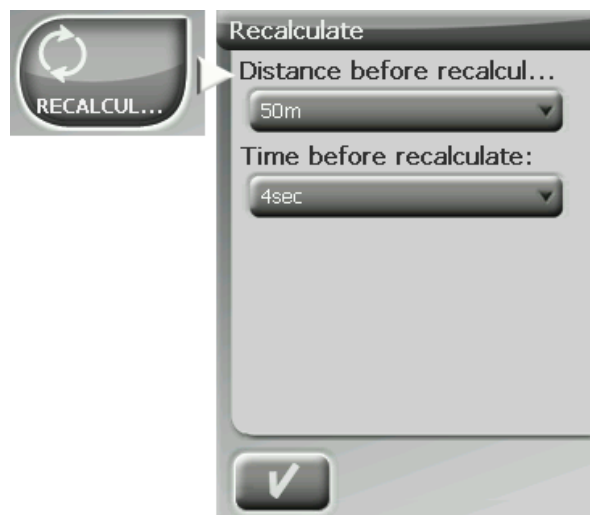 RECALCUL...
Recalculate
Distance before recalcul...
50m
Time before recalculate:
4sec